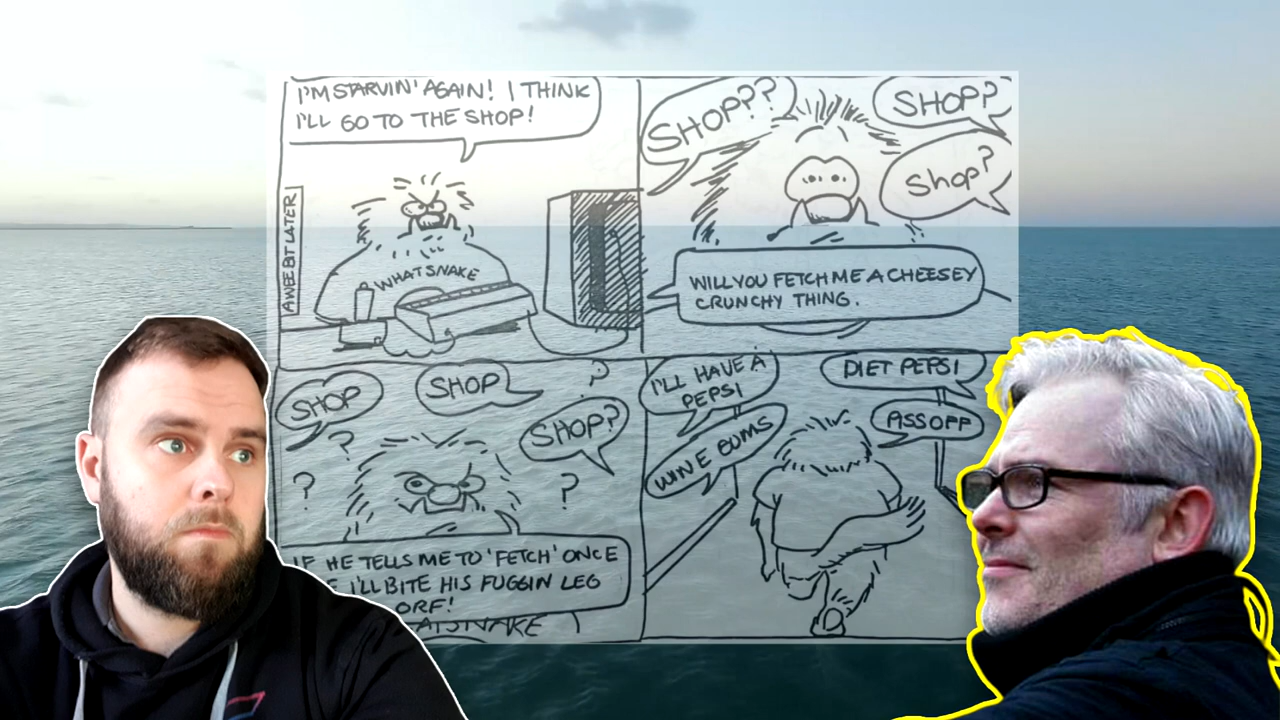 I'M STARVIN' AGAIN! I THINK
I'LL GO TO THE SHOP!
A WEE BIT LATER
WHATSNAKE
SHOP??
SHOP?
Shop?
WILL YOU FETCH ME A CHEESEY
CRUNCHY THING.
SHOP
SHOP
?
SHOP?
?
?
?
IF HE TELLS ME TO 'FETCH' ONCE
I'LL BITE HIS FUGGIN LEG
ORF!
ATSNAKE
I'LL HAVE A
PEPSI
DIET PEPSI
WINE GUMS
ASSOPP